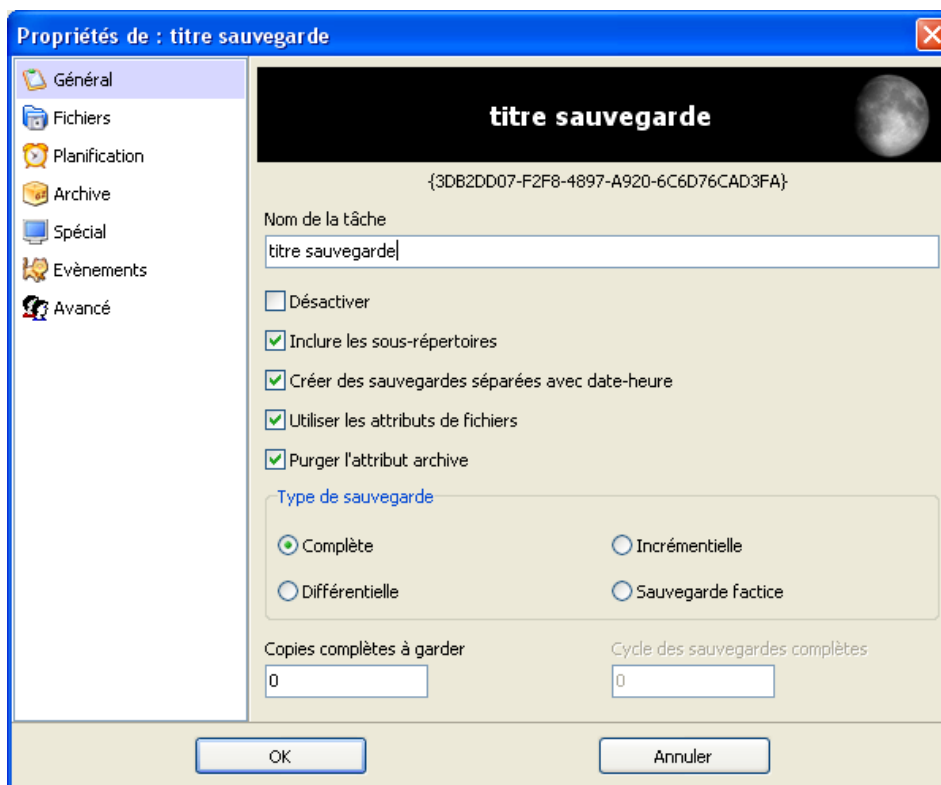 Propriétés de : titre sauvegarde
Général
Fichiers
Planification
Archive
Spécial
Evènements
Avancé
titre sauvegarde
{3DB2DD07-F2F8-4897-A920-6C6D76CAD3FA}
Nom de la tâche
titre sauvegarde
Désactiver
Inclure les sous-répertoires
Créer des sauvegardes séparées avec date-heure
Utiliser les attributs de fichiers
Purger l'attribut archive
Type de sauvegarde
Complète
Incrémentielle
Différentielle
Sauvegarde factice
Copies complètes à garder
Cycle des sauvegardes complètes
0
0
OK
Annuler